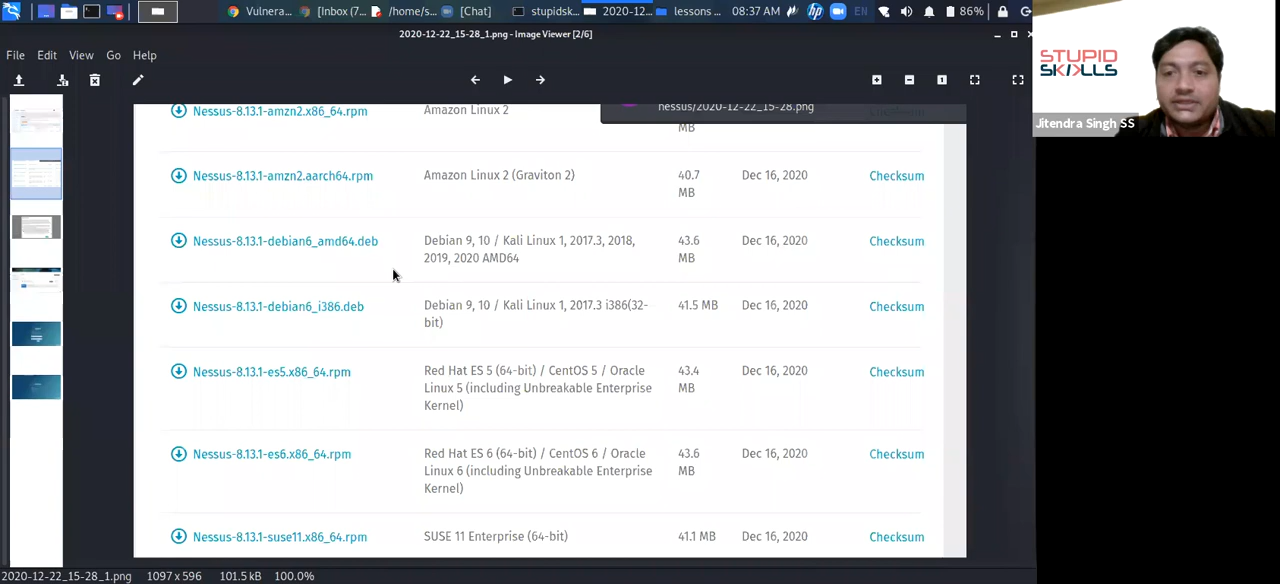 Vulnera...
[Inbox (7...
/home/s...
[Chat]
stupidsk...
2020-12...
lessons ...
08:37 AM
EN
86%
2020-12-22_15-28_1.png - Image Viewer [2/6]
File Edit View Go Help
nessus/2020-12-22_15-28.png
Nessus-8.13.1-amzn2.x86_64.rpm
Amazon Linux 2
MB
Nessus-8.13.1-amzn2.aarch64.rpm
Amazon Linux 2 (Graviton 2)
40.7
MB
Dec 16, 2020
Checksum
Nessus-8.13.1-debian6_amd64.deb
Debian 9, 10 / Kali Linux 1, 2017.3, 2018,
2019, 2020 AMD64
43.6
MB
Dec 16, 2020
Checksum
Nessus-8.13.1-debian6_i386.deb
Debian 9, 10 / Kali Linux 1, 2017.3 i386(32-
bit)
41.5 MB
Dec 16, 2020
Checksum
Nessus-8.13.1-es5.x86_64.rpm
Red Hat ES 5 (64-bit) / CentOS 5 / Oracle
Linux 5 (including Unbreakable Enterprise
Kernel)
43.4
MB
Dec 16, 2020
Checksum
Nessus-8.13.1-es6.x86_64.rpm
Red Hat ES 6 (64-bit) / CentOS 6 / Oracle
Linux 6 (including Unbreakable Enterprise
Kernel)
43.6
MB
Dec 16, 2020
Checksum
Nessus-8.13.1-suse11.x86_64.rpm
SUSE 11 Enterprise (64-bit)
41.1 MB
Dec 16, 2020
Checksum
2020-12-22_15-28_1.png 1097 x 596 101.5 kB 100.0%
STUPID
SKILLS
Jitendra Singh SS